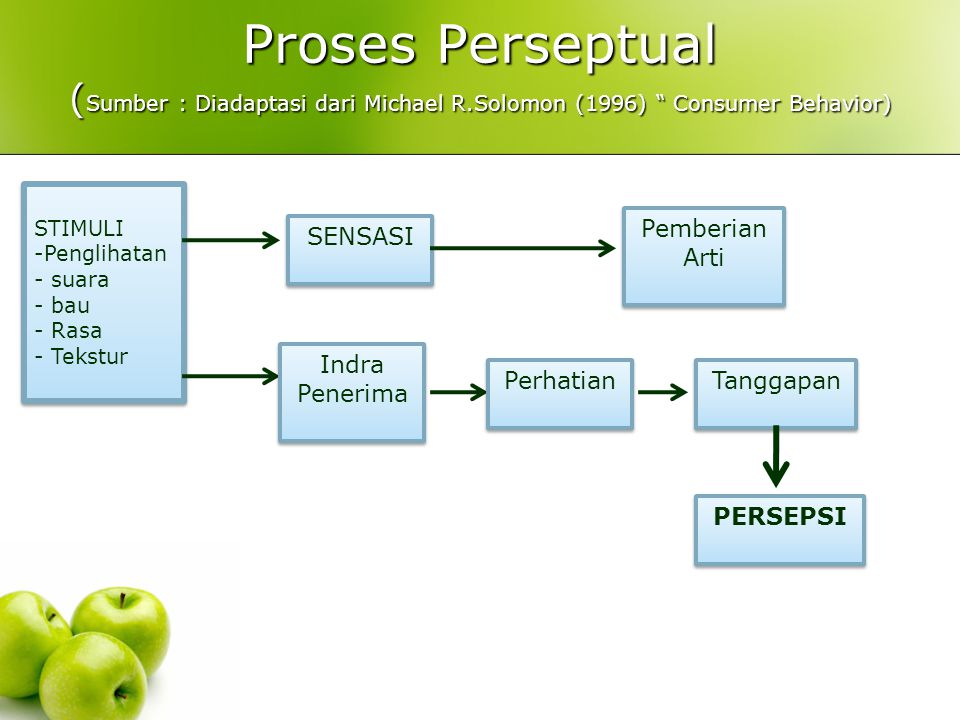 Proses Perseptual
(Sumber : Diadaptasi dari Michael R.Solomon (1996) “ Consumer Behavior)
STIMULI
-Penglihatan
- suara
- bau
- Rasa
- Tekstur
SENSASI
Pemberian
Arti
Indra
Penerima
Perhatian
Tanggapan
PERSEPSI